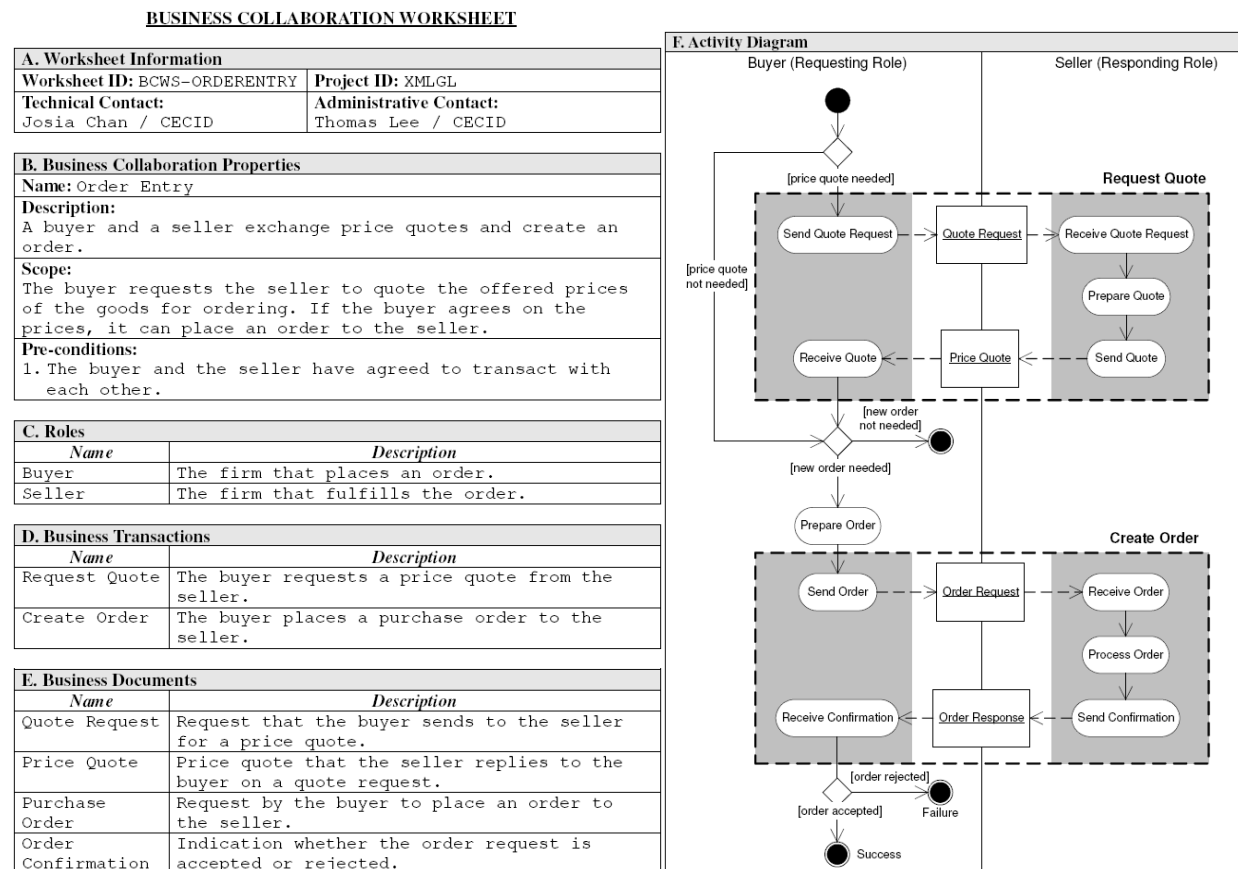 BUSINESS COLLABORATION WORKSHEET
A. Worksheet Information
Worksheet ID: BCWS-ORDERENTRY Project ID: XMLGL
Technical Contact: Administrative Contact:
Josia Chan / CECID Thomas Lee / CECID
B. Business Collaboration Properties
Name: Order Entry
Description:
A buyer and a seller exchange price quotes and create an
order.
Scope:
The buyer requests the seller to quote the offered prices
of the goods for ordering. If the buyer agrees on the
prices, it can place an order to the seller.
Pre-conditions:
1. The buyer and the seller have agreed to transact with
each other.
C. Roles
Name Description
Buyer The firm that places an order.
Seller The firm that fulfills the order.
D. Business Transactions
Name Description
Request Quote The buyer requests a price quote from the
seller.
Create Order The buyer places a purchase order to the
seller.
E. Business Documents
Name Description
Quote Request Request that the buyer sends to the seller
for a price quote.
Price Quote Price quote that the seller replies to the
buyer on a quote request.
Purchase Request by the buyer to place an order to
Order the seller.
Order Indication whether the order request is
Confirmation accepted or rejected.
F. Activity Diagram
Buyer (Requesting Role) Seller (Responding Role)
[price quote needed]
Request Quote
Send Quote Request Quote Request Receive Quote Request
[price quote
not needed]
Prepare Quote
Receive Quote Price Quote Send Quote
[new order
not needed]
[new order needed]
Prepare Order
Create Order
Send Order Order Request Receive Order
Process Order
Receive Confirmation Order Response Send Confirmation
[order rejected]
[order accepted]
Failure
Success